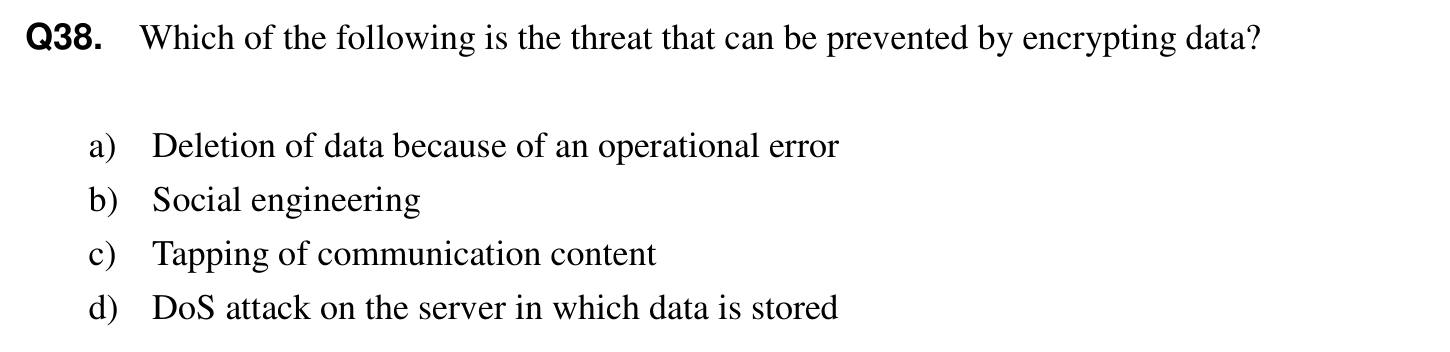 Q38. Which of the following is the threat that can be prevented by encrypting data?
a) Deletion of data because of an operational error
b) Social engineering
c) Tapping of communication content
d) DoS attack on the server in which data is stored